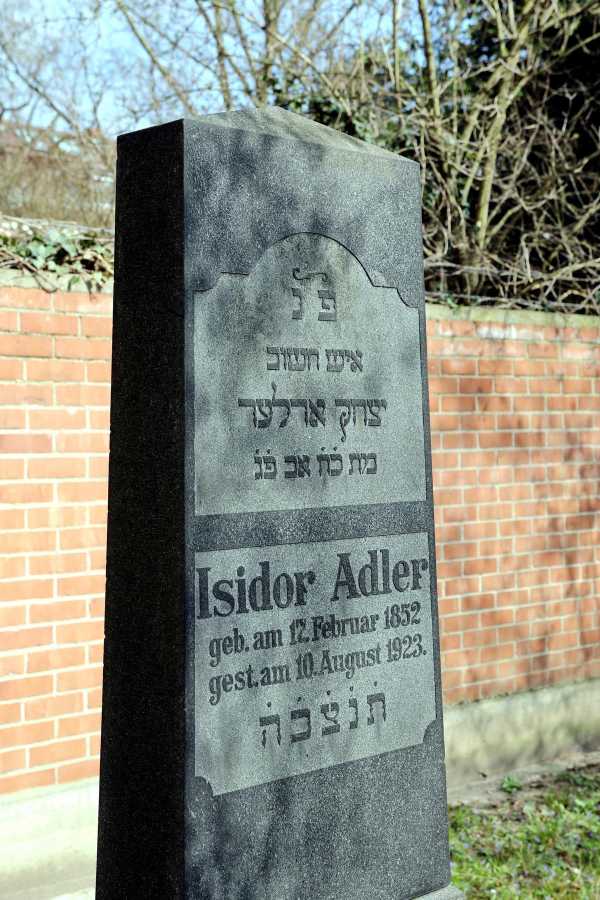 פ נ
איש חשוב
יצחק אדלער
מת כ̇ח̇ אב פ̇ג̇
Isidor Adler
geb. am 12. Februar 1852
gest. am 10. August 1923.
ת̇נ̇צ̇ב̇ה̇